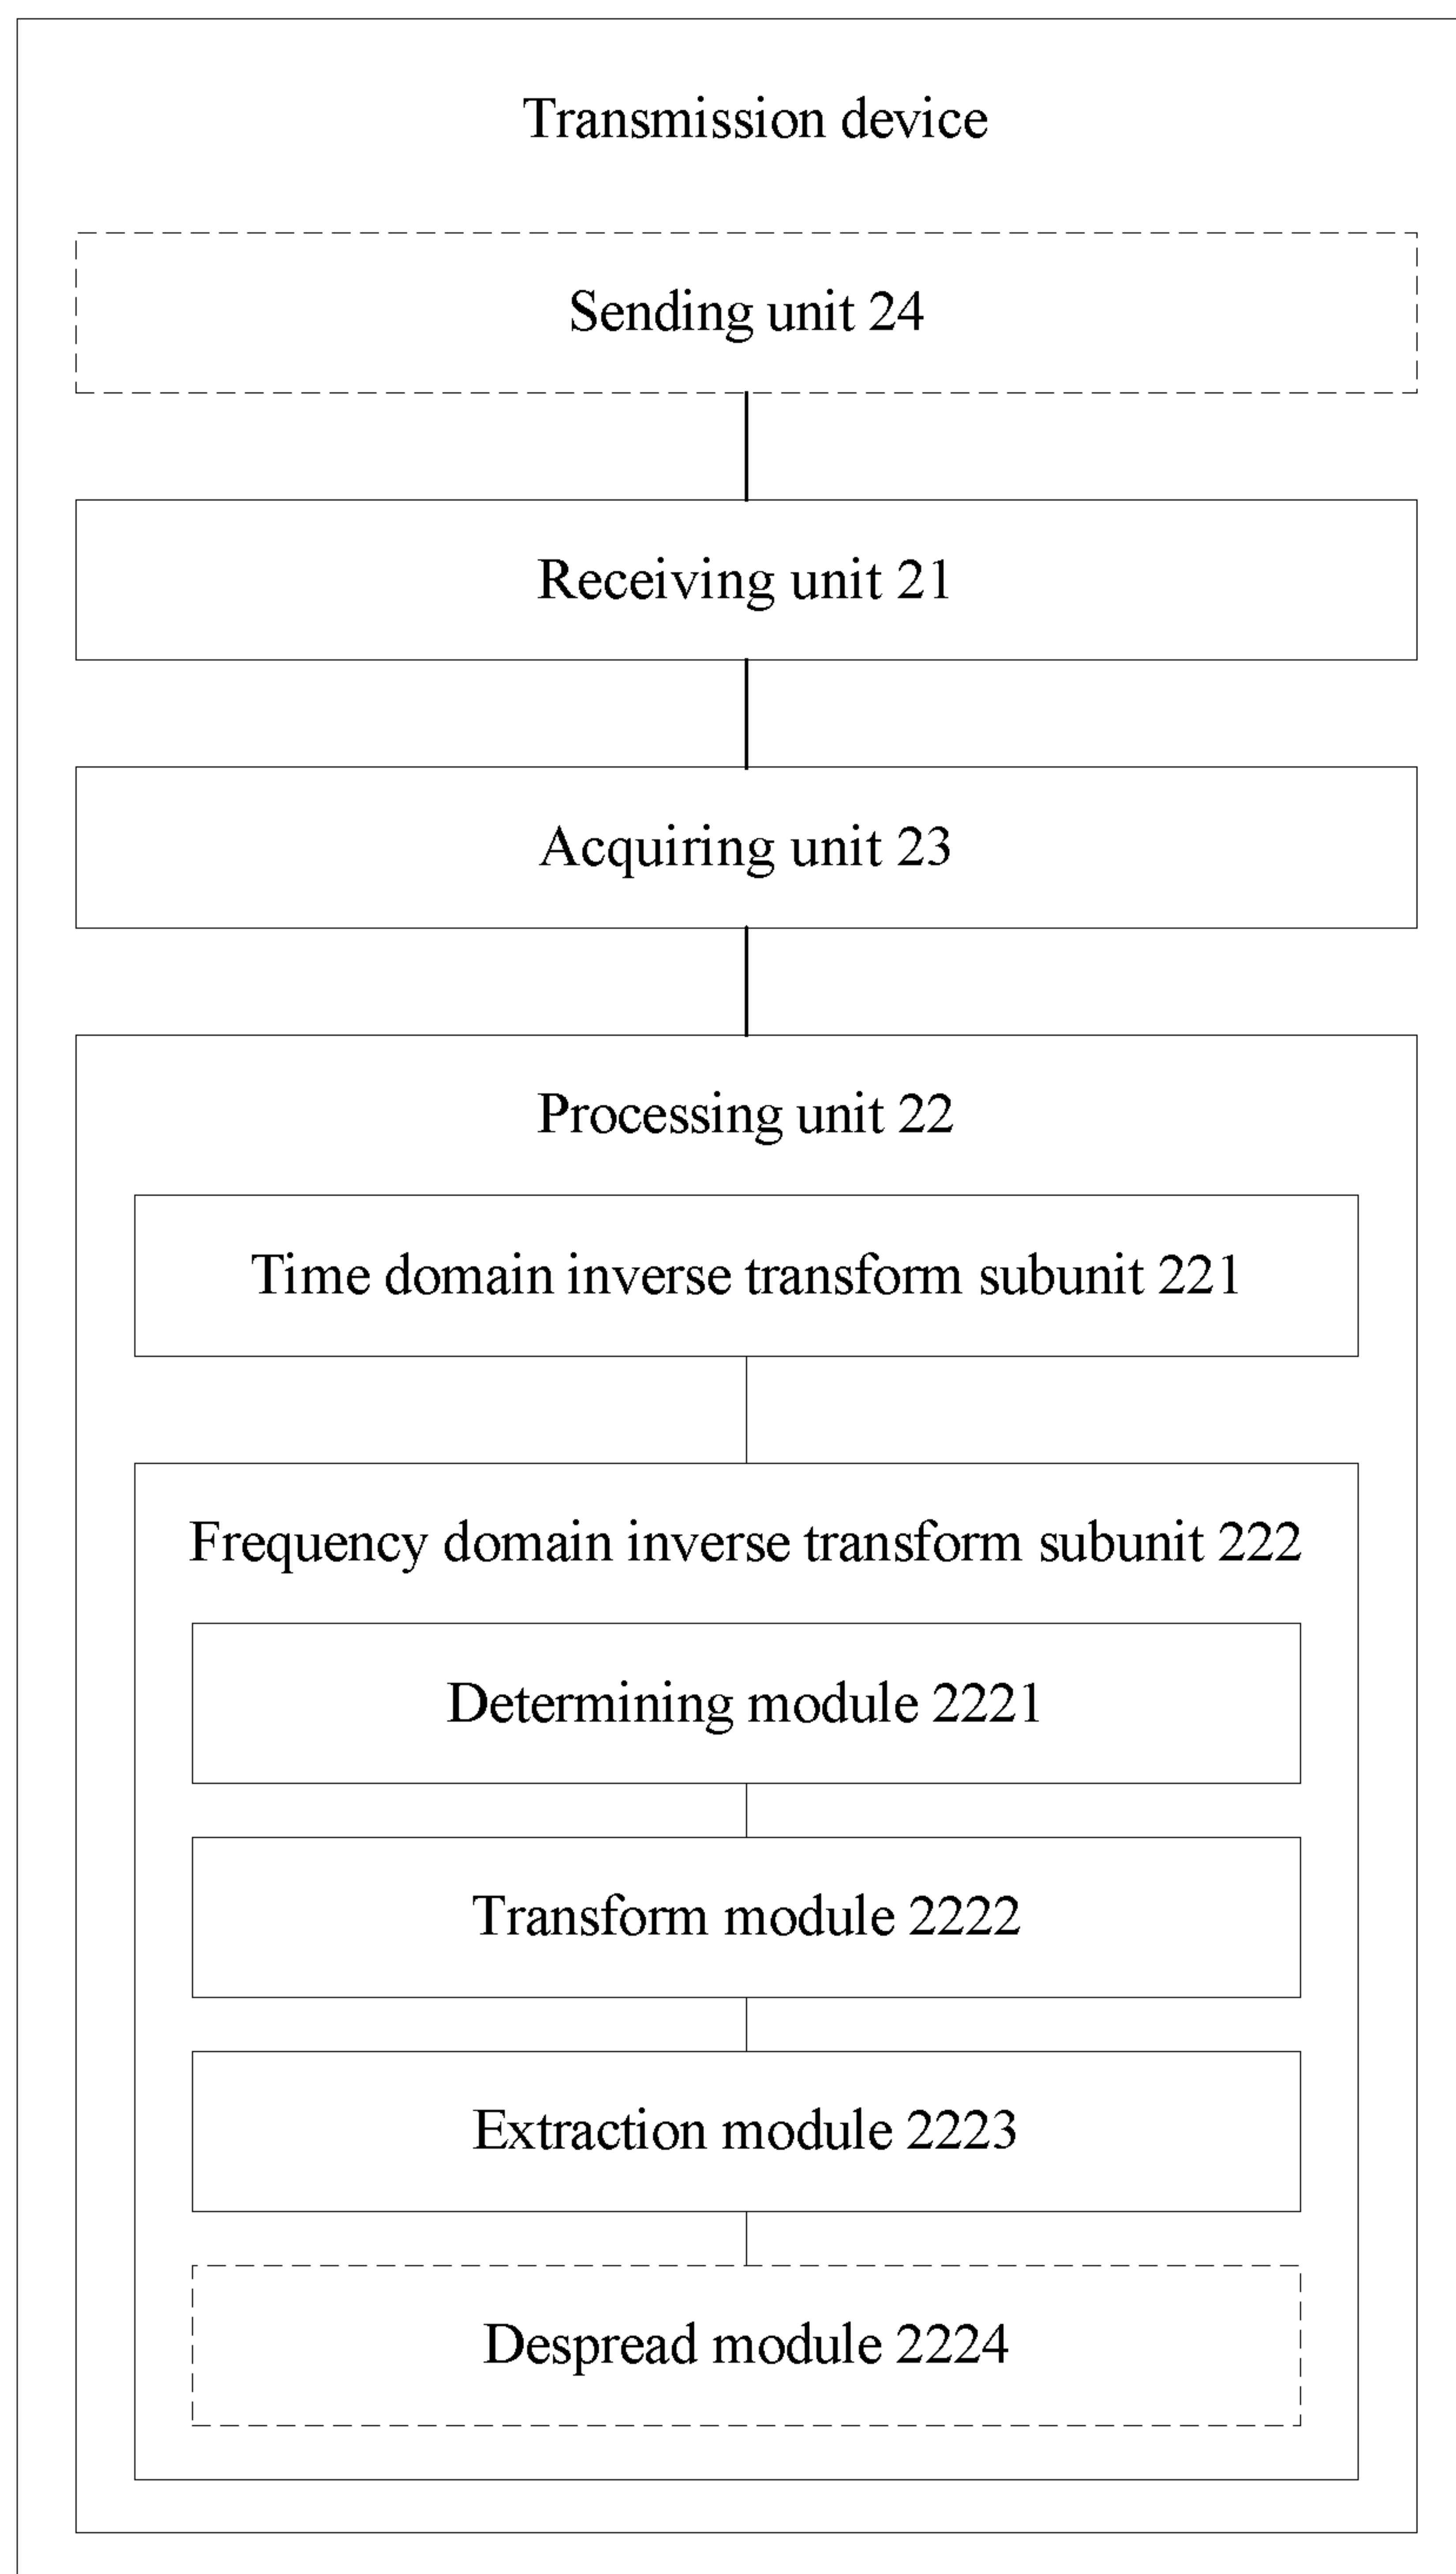 Transmission device
Sending unit 24
Receiving unit 21
Acquiring unit 23
Processing unit 22
Time domain inverse transform subunit 221
Frequency domain inverse transform subunit 222
Determining module 2221
Transform module 2222
Extraction module 2223
Despread module 2224